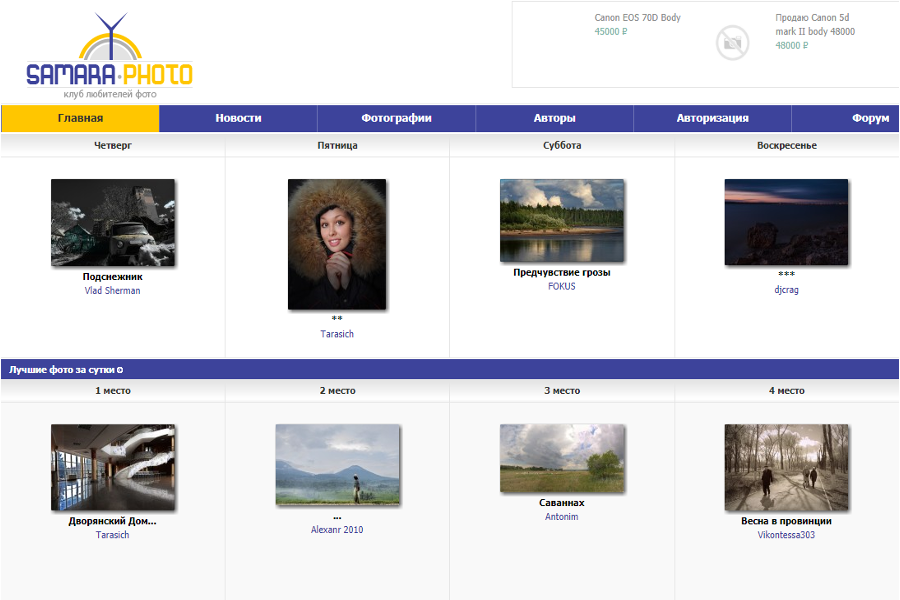 SAMARA·PHOTO
клуб любителей фото
Canon EOS 70D Body
45000 ₽
Продаю Canon 5d
mark II body 48000
48000 ₽
Главная
Новости
Фотографии
Авторы
Авторизация
Форум
Четверг
Пятница
Суббота
Воскресенье
Подснежник
Vlad Sherman
**
Tarasich
Предчувствие грозы
FOKUS
***
djcrag
Лучшие фото за сутки
1 место
2 место
3 место
4 место
Дворянский Дом...
Tarasich
...
Alexanr 2010
Саваннах
Antonim
Весна в провинции
Vikontessa303